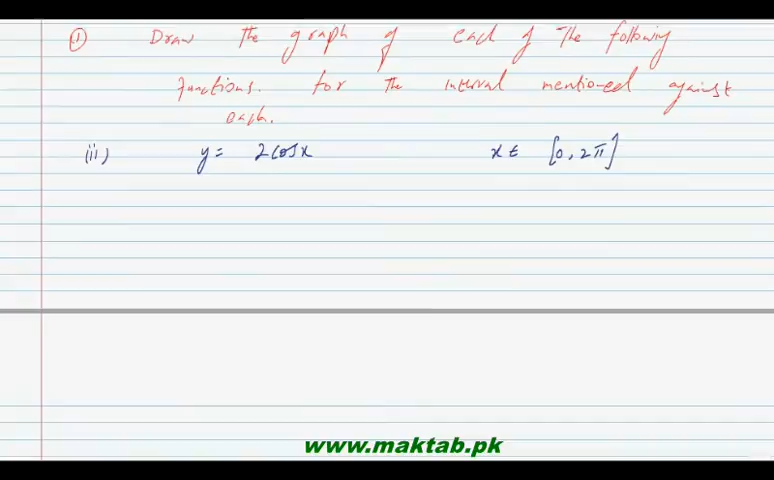 ① Draw the graph of each of the following
functions. for the interval mentioned against
each.
(ii) y = 2cosx x ∈ [0, 2π]
www.maktab.pk